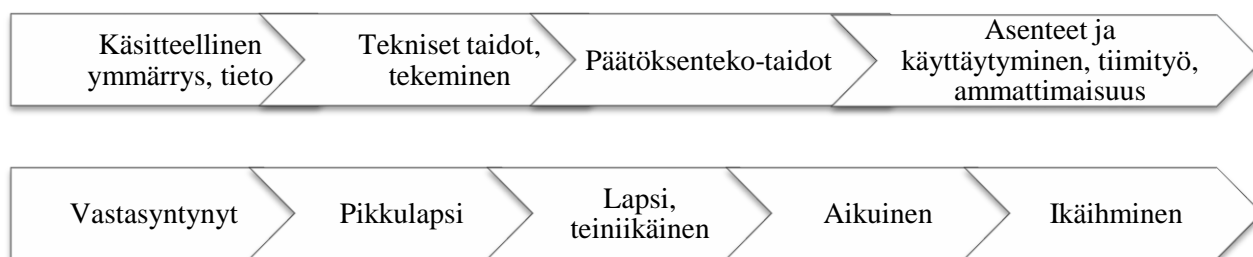 Käsitteellinen
ymmärrys, tieto
Tekniset taidot,
tekeminen
Päätöksenteko-taidot
Asenteet ja
käyttäytyminen, tiimityö,
ammattimaisuus
Vastasyntynyt
Pikkulapsi
Lapsi,
teiniikäinen
Aikuinen
Ikäihminen